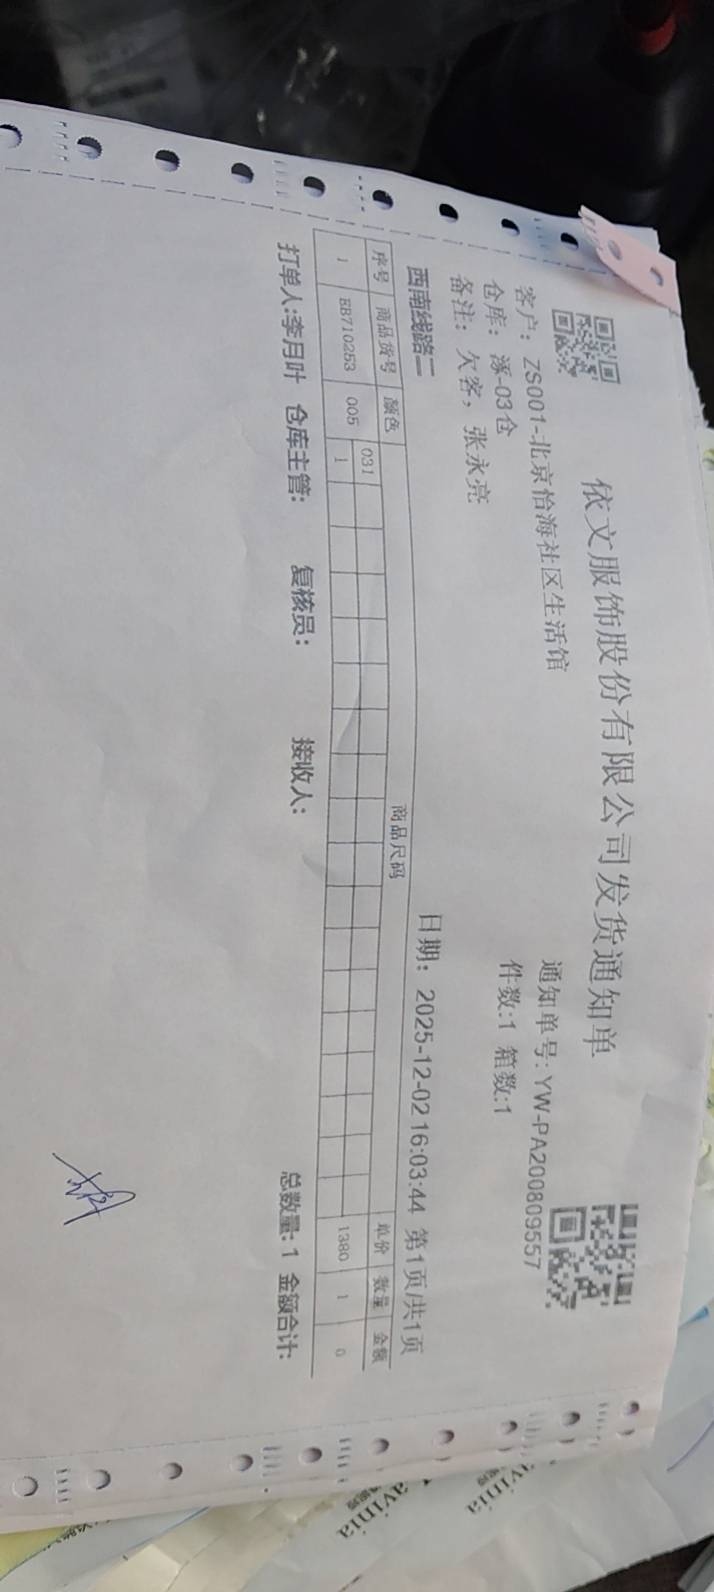 依文服饰股份有限公司发货通知单
客户：ZS001-北京怡海社区生活馆 通知单号:YW-PA200809557
仓库：涿-03仓 件数:1 箱数:1
备注：欠客，张永亮
西南线路二 日期：2025-12-02 16:03:44 第1页/共1页
序号 商品货号 颜色 商品尺码 单价 数量 金额
031
1 EB710253 005 1 1380 1 0
打单人:李月叶 仓库主管: 复核员: 接收人: 总数量:1 金额合计:
avinia
avinia